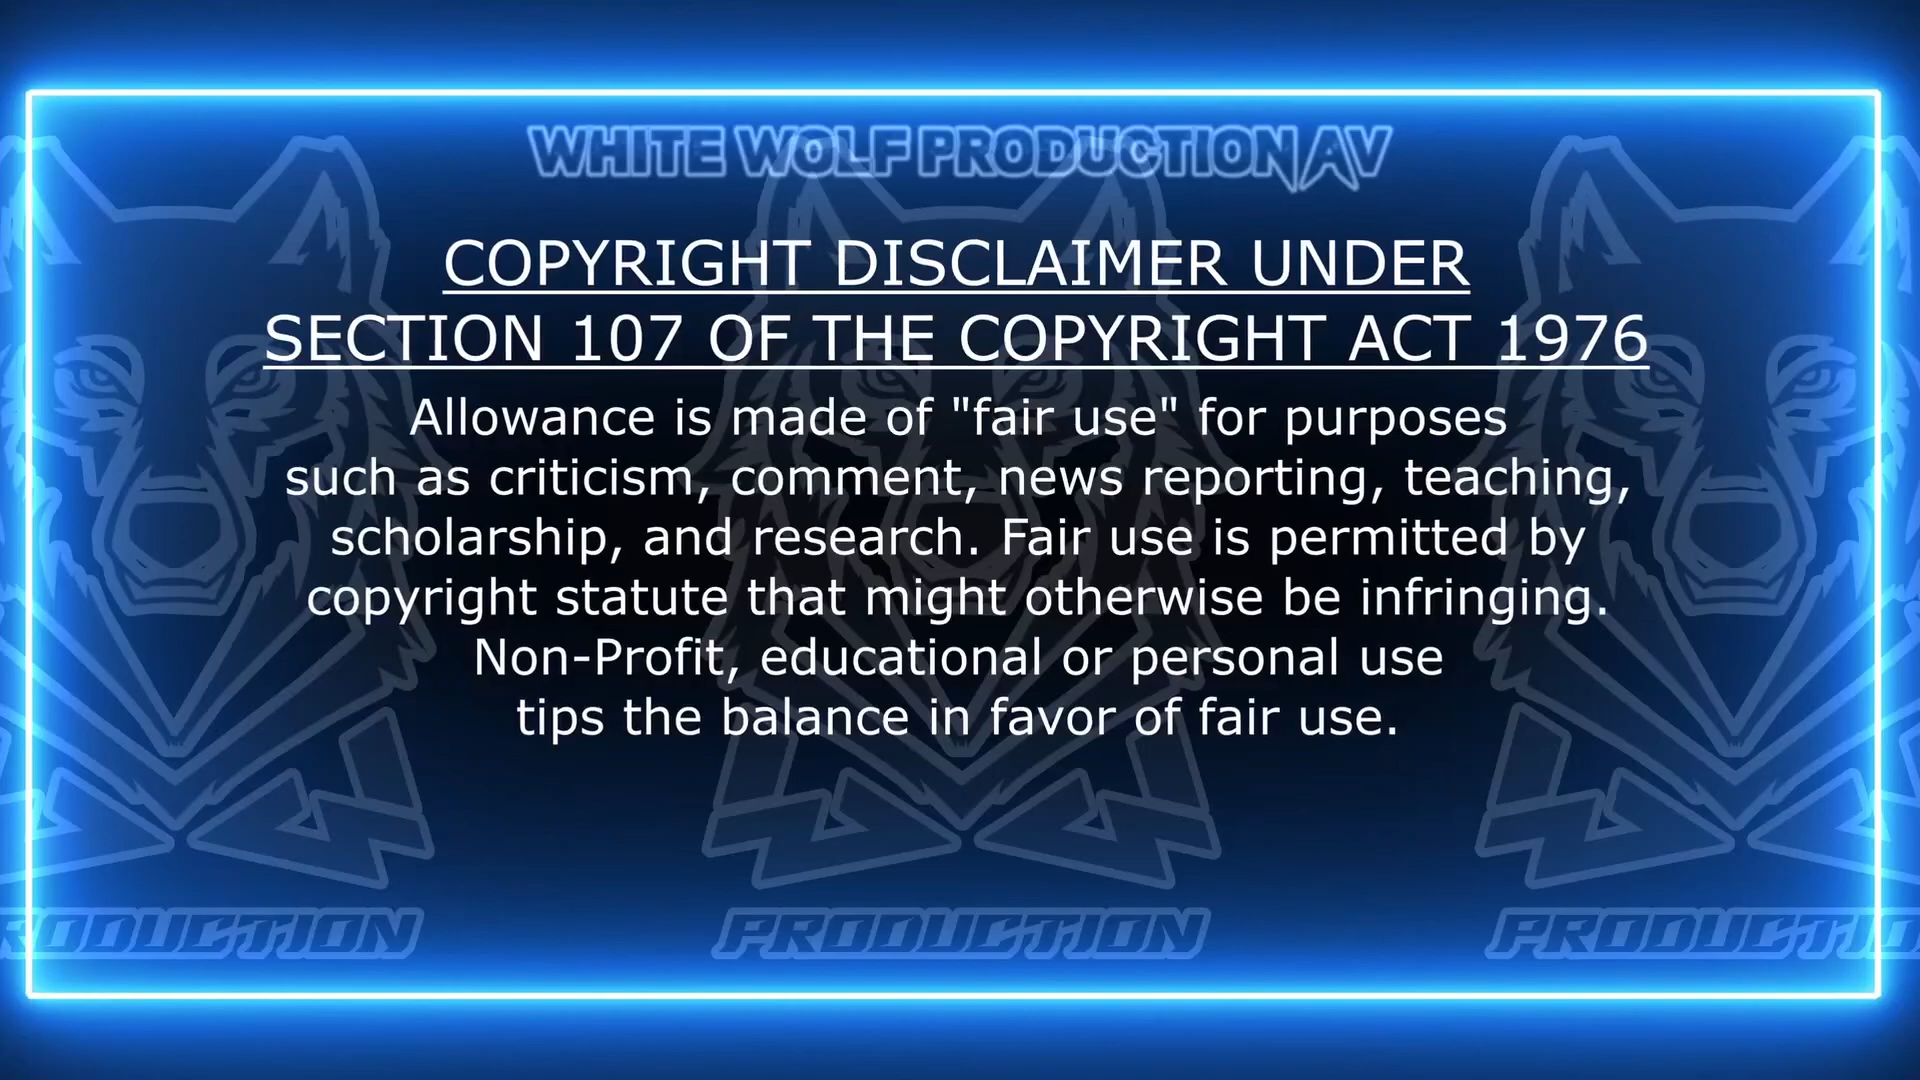 WHITE WOLF PRODUCTION AV
COPYRIGHT DISCLAIMER UNDER
SECTION 107 OF THE COPYRIGHT ACT 1976
Allowance is made of "fair use" for purposes
such as criticism, comment, news reporting, teaching,
scholarship, and research. Fair use is permitted by
copyright statute that might otherwise be infringing.
Non-Profit, educational or personal use
tips the balance in favor of fair use.
PRODUCTION PRODUCTION PRODUCTIO